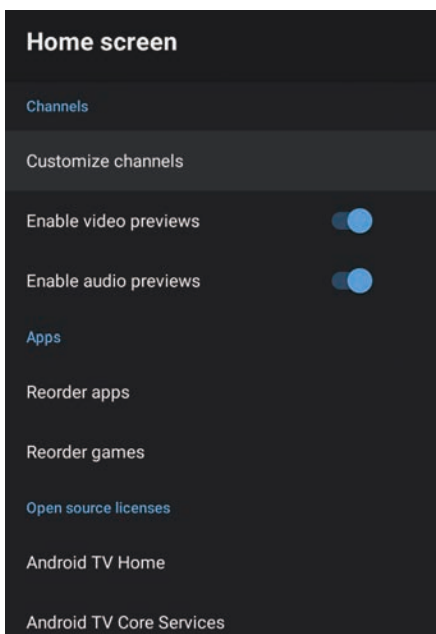 Home screen
Channels
Customize channels
Enable video previews
Enable audio previews
Apps
Reorder apps
Reorder games
Open source licenses
Android TV Home
Android TV Core Services